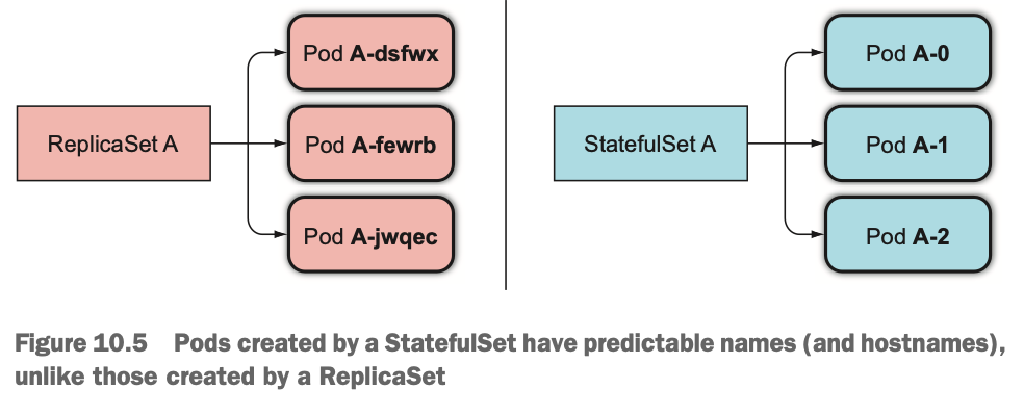 ReplicaSet A
Pod A-dsfwx
Pod A-fewrb
Pod A-jwqec
StatefulSet A
Pod A-0
Pod A-1
Pod A-2
Figure 10.5 Pods created by a StatefulSet have predictable names (and hostnames),
unlike those created by a ReplicaSet